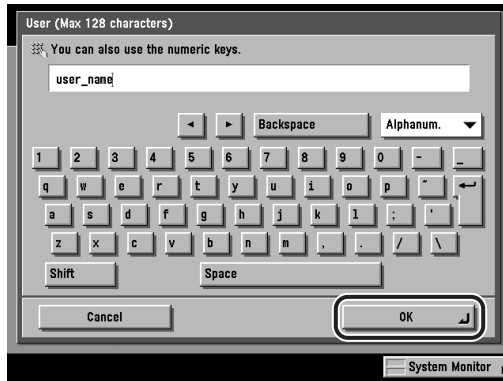 User (Max 128 characters)
You can also use the numeric keys.
user_name
◄ ► Backspace Alphanum. ▼
1 2 3 4 5 6 7 8 9 0 - _
q w e r t y u i o p ~ ↵
a s d f g h j k l ; '
z x c v b n m , . / \
Shift Space
Cancel OK
System Monitor